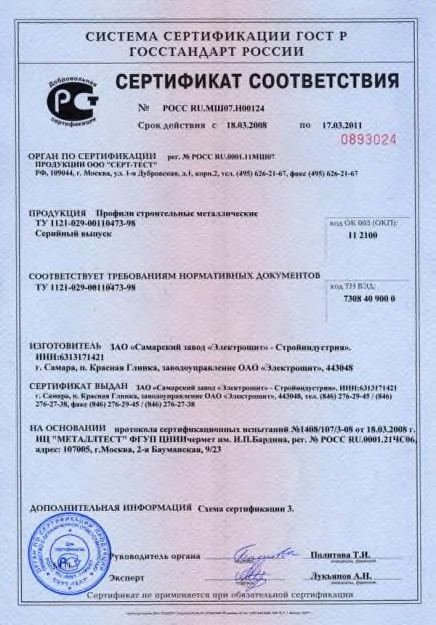 СИСТЕМА СЕРТИФИКАЦИИ ГОСТ Р
ГОССТАНДАРТ РОССИИ
Добровольная
сертификация
СЕРТИФИКАТ СООТВЕТСТВИЯ
№ РОСС RU.МШ07.Н00124
Срок действия с 18.03.2008 по 17.03.2011
0893024
ОРГАН ПО СЕРТИФИКАЦИИ рег. № РОСС RU.0001.11МШ07
ПРОДУКЦИИ ООО "СЕРТ-ТЕСТ"
РФ, 109044, г. Москва, ул. 1-я Дубровская, д.1, корп.2, тел. (495) 626-21-67, факс (495) 626-21-67
ПРОДУКЦИЯ Профили строительные металлические
ТУ 1121-029-00110473-98
Серийный выпуск
код ОК 005 (ОКП):
11 2100
СООТВЕТСТВУЕТ ТРЕБОВАНИЯМ НОРМАТИВНЫХ ДОКУМЕНТОВ
ТУ 1121-029-00110473-98
код ТН ВЭД:
7308 40 900 0
ИЗГОТОВИТЕЛЬ ЗАО «Самарский завод «Электрощит» - Стройиндустрия».
ИНН:6313171421
г. Самара, п. Красная Глинка, заводоуправление ОАО «Электрощит», 443048
СЕРТИФИКАТ ВЫДАН ЗАО «Самарский завод «Электрощит» - Стройиндустрия». ИНН:6313171421
г. Самара, п. Красная Глинка, заводоуправление ОАО «Электрощит», 443048, тел. (846) 276-29-45 / (846)
276-27-38, факс (846) 276-29-45 / (846) 276-27-38
НА ОСНОВАНИИ протокола сертификационных испытаний №1408/107/3-08 от 18.03.2008 г.
ИЦ "МЕТАЛЛТЕСТ" ФГУП ЦНИИчермет им. И.П.Бардина, рег. № РОСС RU.0001.21ЧС06,
адрес: 107005, г.Москва, 2-я Бауманская, 9/23
ДОПОЛНИТЕЛЬНАЯ ИНФОРМАЦИЯ Схема сертификации 3.
Руководитель органа Политова Т.И.
Эксперт Лукьянов А.Н.
Сертификат не применяется при обязательной сертификации